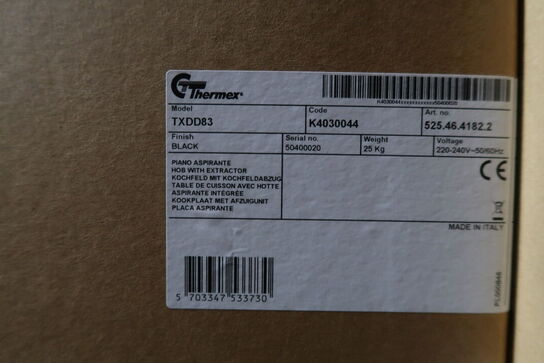 Thermex®
K4030044xxxxxxxxxxxx50400020
Model
TXDD83
Code
K4030044
Art. no.
525.46.4182.2
Finish
BLACK
Serial no.
50400020
Weight
25 Kg
Voltage
220-240V~50/60Hz
PIANO ASPIRANTE
HOB WITH EXTRACTOR
KOCHFELD MIT KOCHFELDABZUG
TABLE DE CUISSON AVEC HOTTE
ASPIRANTE INTÉGRÉE
KOOKPLAAT MET AFZUIGUNIT
PLACA ASPIRANTE
CE
MADE IN ITALY
5 703347 533730